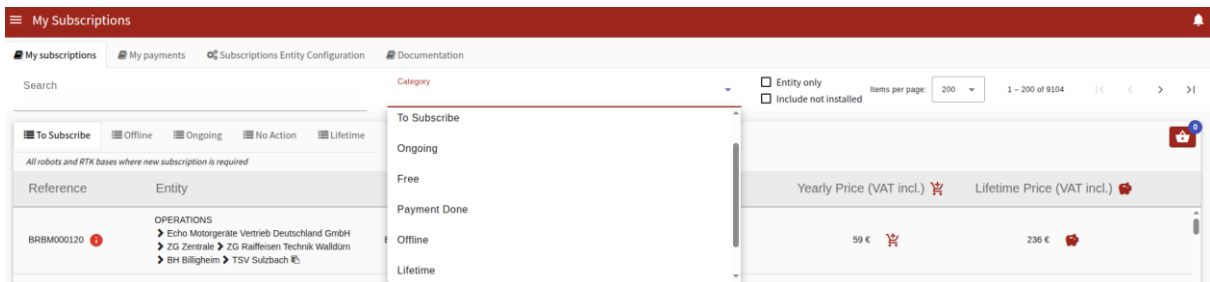 My Subscriptions
My subscriptions
My payments
Subscriptions Entity Configuration
Documentation
Search
Category
Entity only
Include not installed
Items per page:
200
1 – 200 of 9104
To Subscribe
Ongoing
Free
Payment Done
Offline
Lifetime
To Subscribe
Offline
Ongoing
No Action
Lifetime
0
All robots and RTK bases where new subscription is required
Reference
Entity
Yearly Price (VAT incl.)
Lifetime Price (VAT incl.)
BRBM000120
OPERATIONS
Echo Motorgeräte Vertrieb Deutschland GmbH
ZG Zentrale ZG Raiffeisen Technik Walldürn
BH Billigheim TSV Sulzbach
59 €
236 €